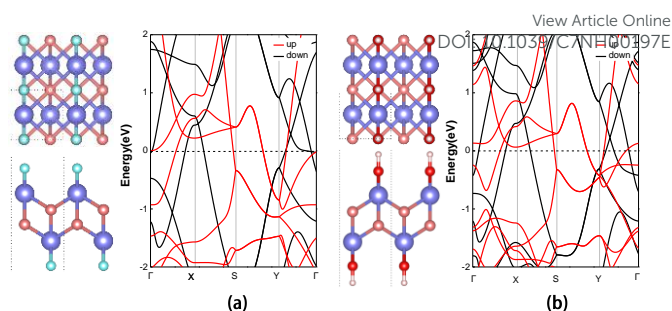 View Article Online
DOI: 10.1039/C7NH00197E
2
1
0
-1
-2
Energy(eV)
up
down
Γ X S Y Γ
(a)
2
1
0
-1
-2
Energy(eV)
up
down
Γ X S Y Γ
(b)